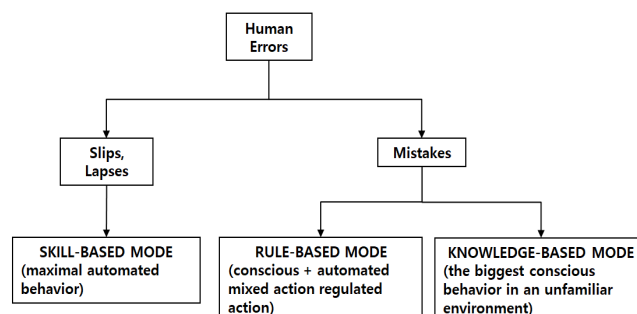 Human
Errors
Slips,
Lapses
Mistakes
SKILL-BASED MODE
(maximal automated
behavior)
RULE-BASED MODE
(conscious + automated
mixed action regulated
action)
KNOWLEDGE-BASED MODE
(the biggest conscious
behavior in an unfamiliar
environment)